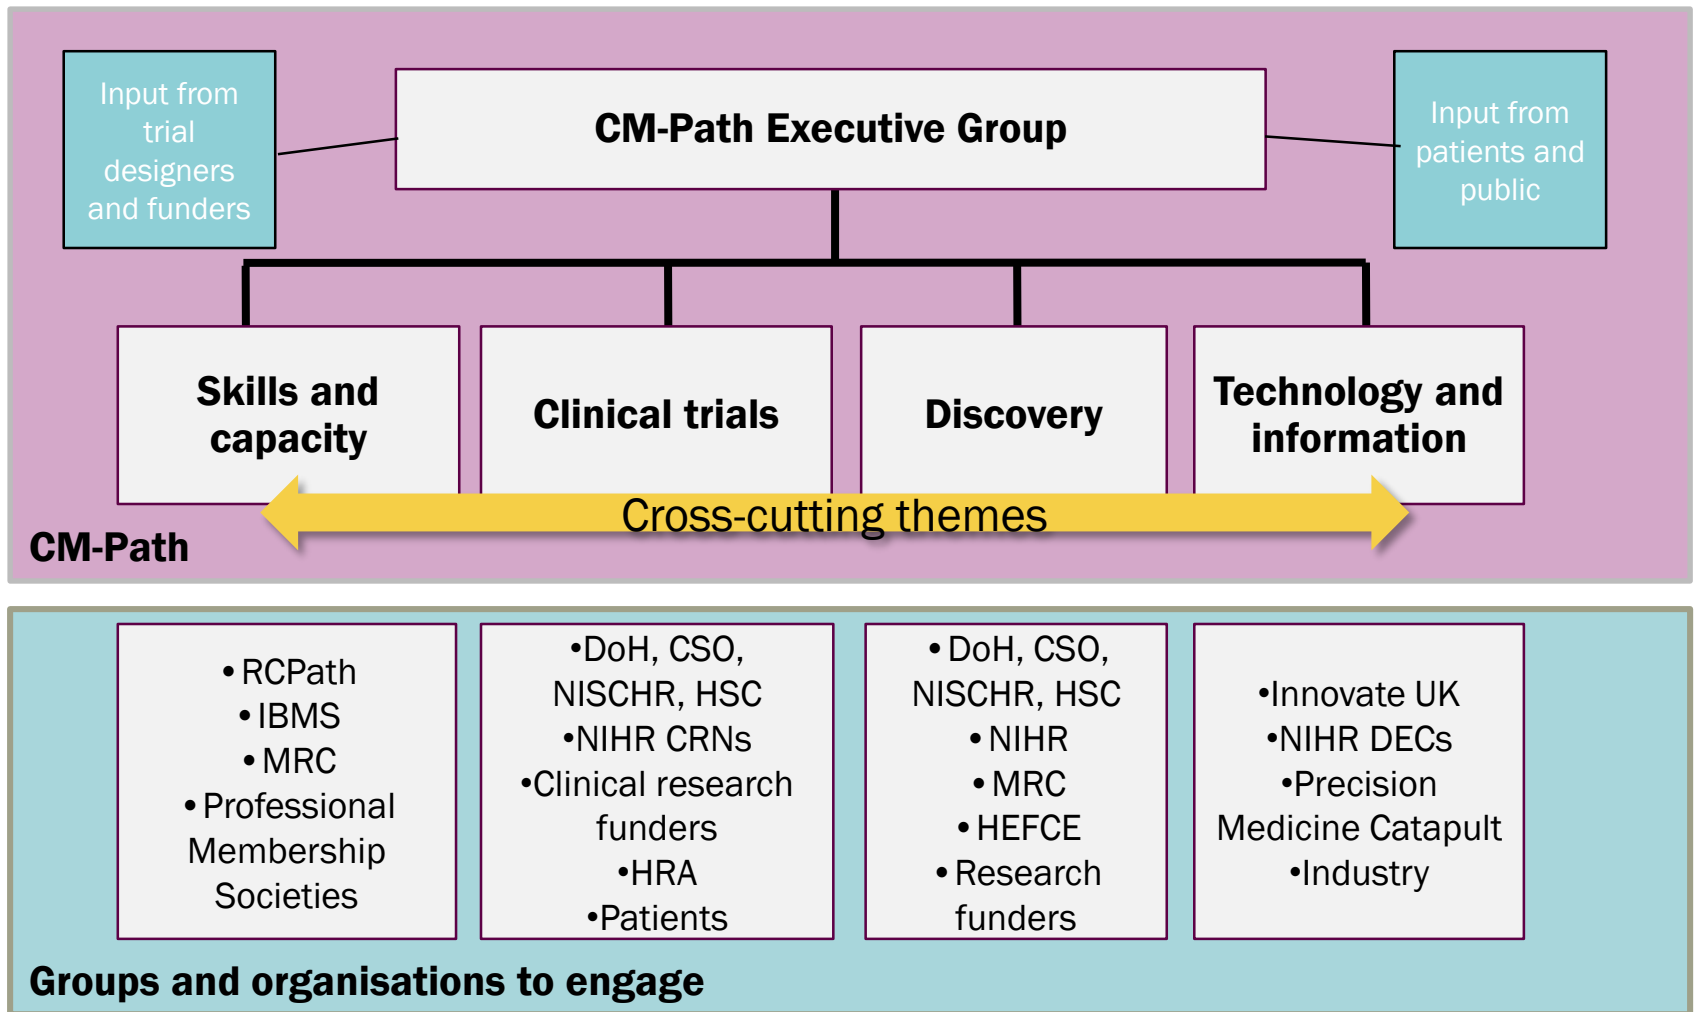 Input from
trial
designers
and funders
CM-Path Executive Group
Input from
patients and
public
Skills and
capacity
Clinical trials
Discovery
Technology and
information
Cross-cutting themes
CM-Path
•RCPath
•IBMS
•MRC
•Professional
Membership
Societies
•DoH, CSO,
NISCHR, HSC
•NIHR CRNs
•Clinical research
funders
•HRA
•Patients
•DoH, CSO,
NISCHR, HSC
•NIHR
•MRC
•HEFCE
•Research
funders
•Innovate UK
•NIHR DECs
•Precision
Medicine Catapult
•Industry
Groups and organisations to engage